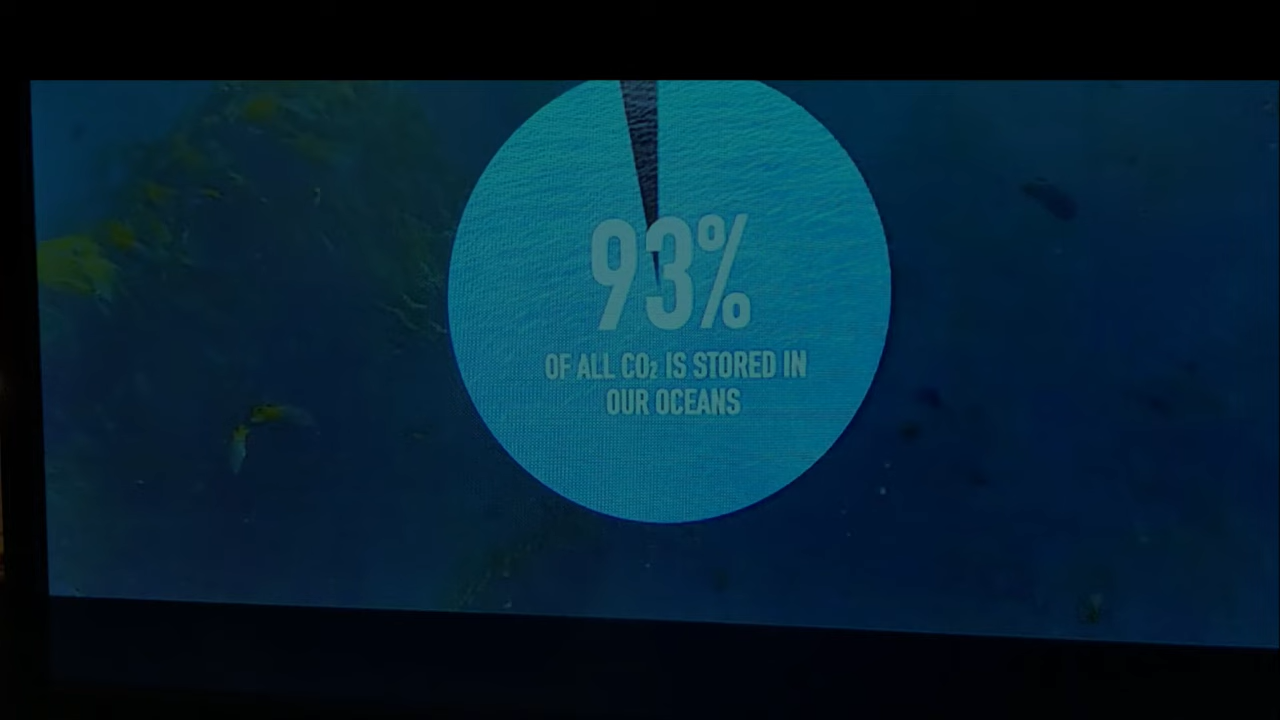 93%
OF ALL CO₂ IS STORED IN
OUR OCEANS